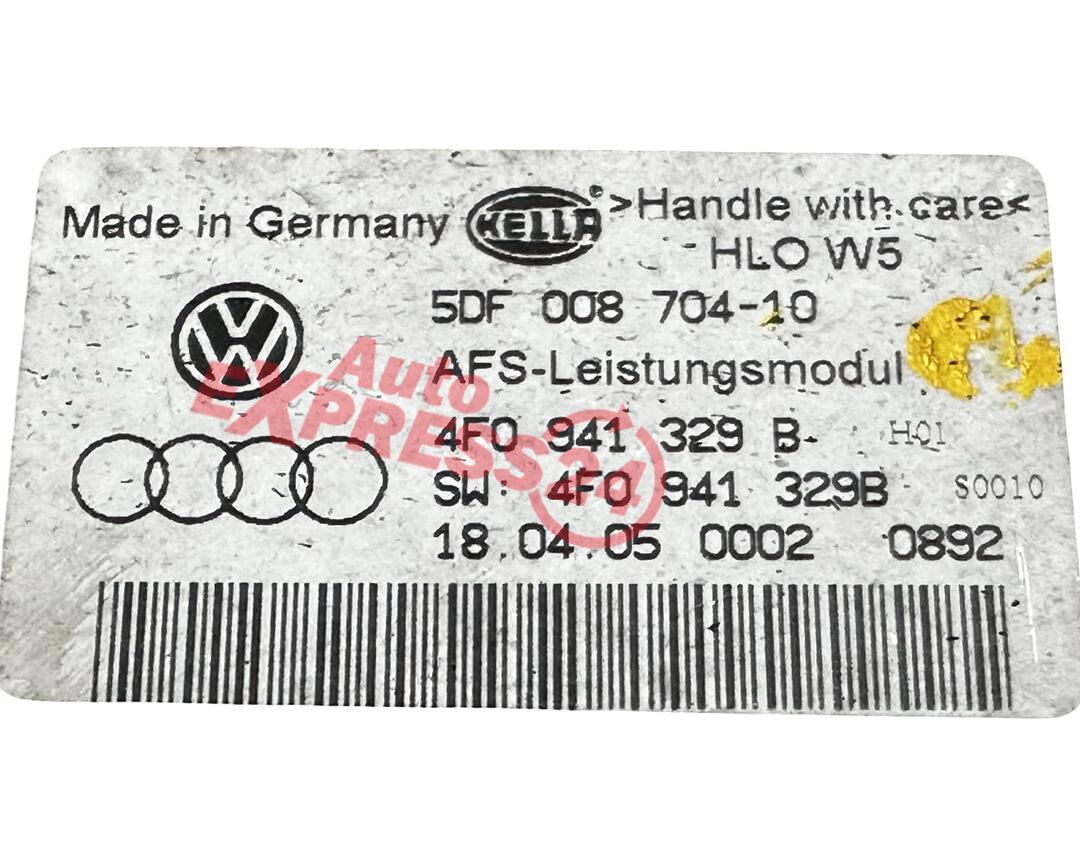 Made in Germany HELLA ® >Handle with care<
HLO W5
5DF 008 704-10
AFS-Leistungsmodul
4F0 941 329 B H01
SW: 4F0 941 329B S0010
18.04.05 0002 0892
Auto
EXPRESS24